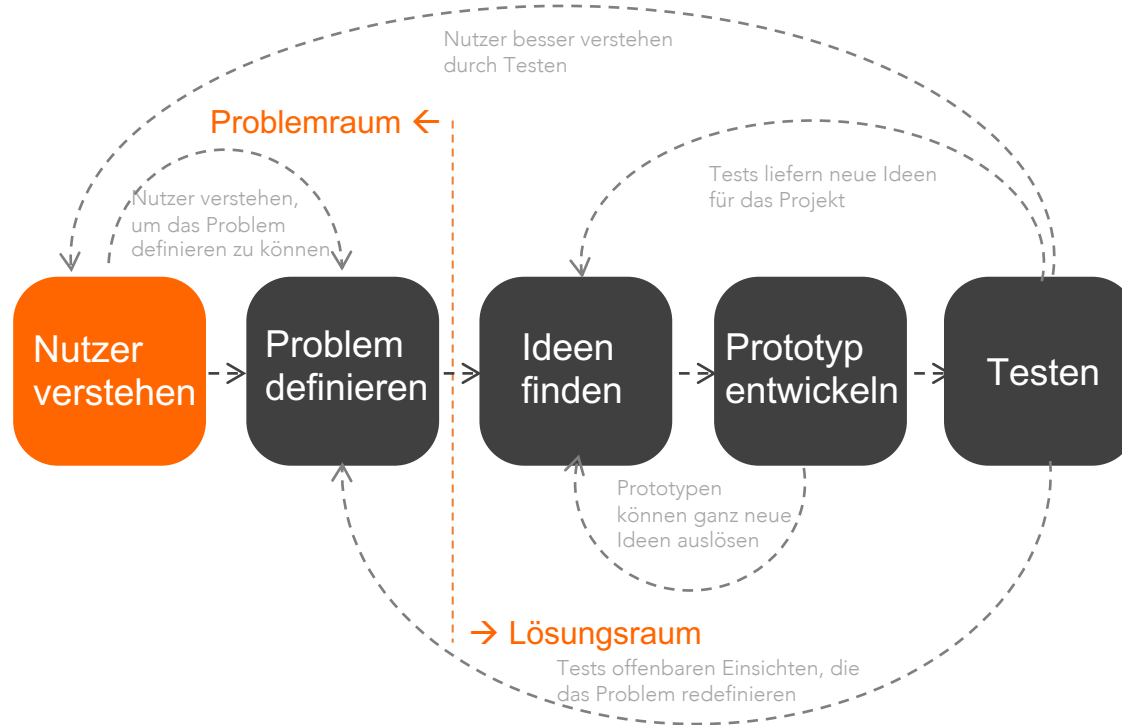 Nutzer besser verstehen
durch Testen
Problemraum ←
Tests liefern neue Ideen
für das Projekt
Nutzer verstehen,
um das Problem
definieren zu können
Nutzer
verstehen
Problem
definieren
Ideen
finden
Prototyp
entwickeln
Testen
Prototypen
können ganz neue
Ideen auslösen
→ Lösungsraum
Tests offenbaren Einsichten, die
das Problem redefinieren